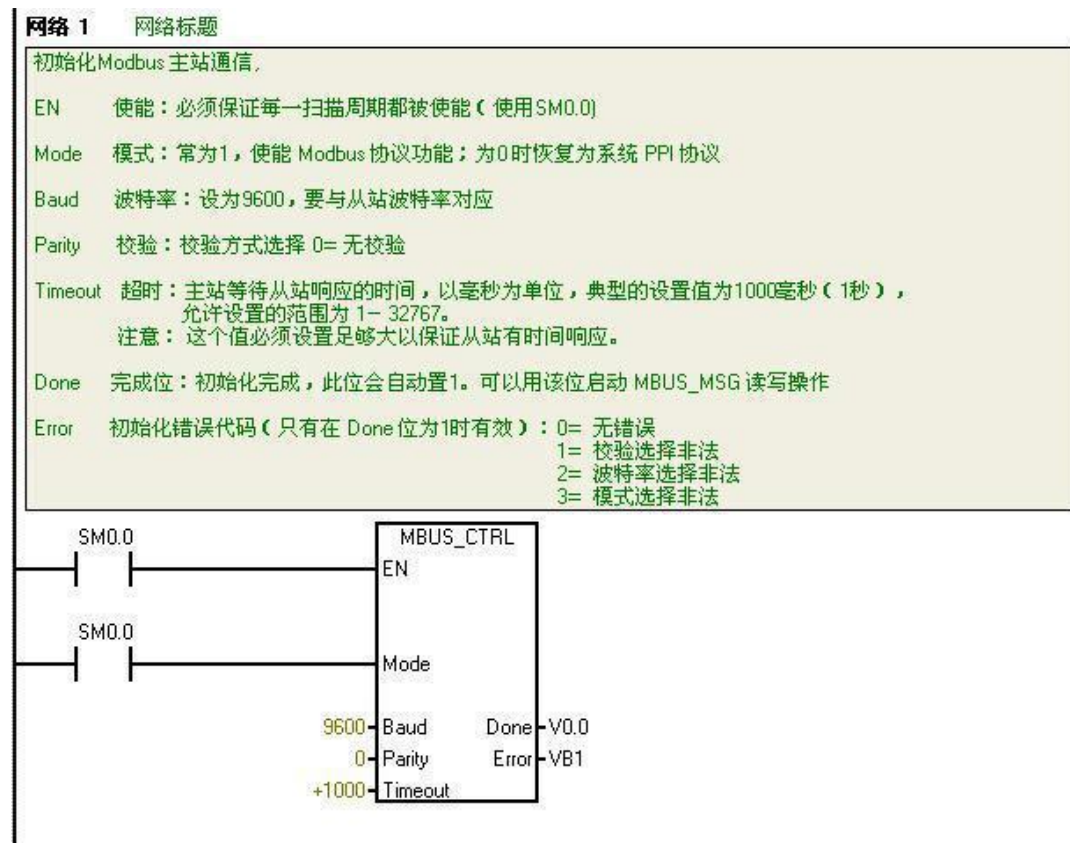 网络 1 网络标题
初始化Modbus 主站通信,
EN 使能：必须保证每一扫描周期都被使能（使用SM0.0)
Mode 模式：常为1，使能 Modbus 协议功能；为0时恢复为系统 PPI 协议
Baud 波特率：设为9600，要与从站波特率对应
Parity 校验：校验方式选择 0= 无校验
Timeout 超时：主站等待从站响应的时间，以毫秒为单位，典型的设置值为1000毫秒（1秒），
允许设置的范围为 1– 32767。
注意： 这个值必须设置足够大以保证从站有时间响应。
Done 完成位：初始化完成，此位会自动置1。可以用该位启动 MBUS_MSG 读写操作
Error 初始化错误代码（只有在 Done 位为1时有效）：0= 无错误
1= 校验选择非法
2= 波特率选择非法
3= 模式选择非法
SM0.0 MBUS_CTRL
EN
SM0.0
Mode
9600 Baud Done V0.0
0 Parity Error VB1
+1000 Timeout